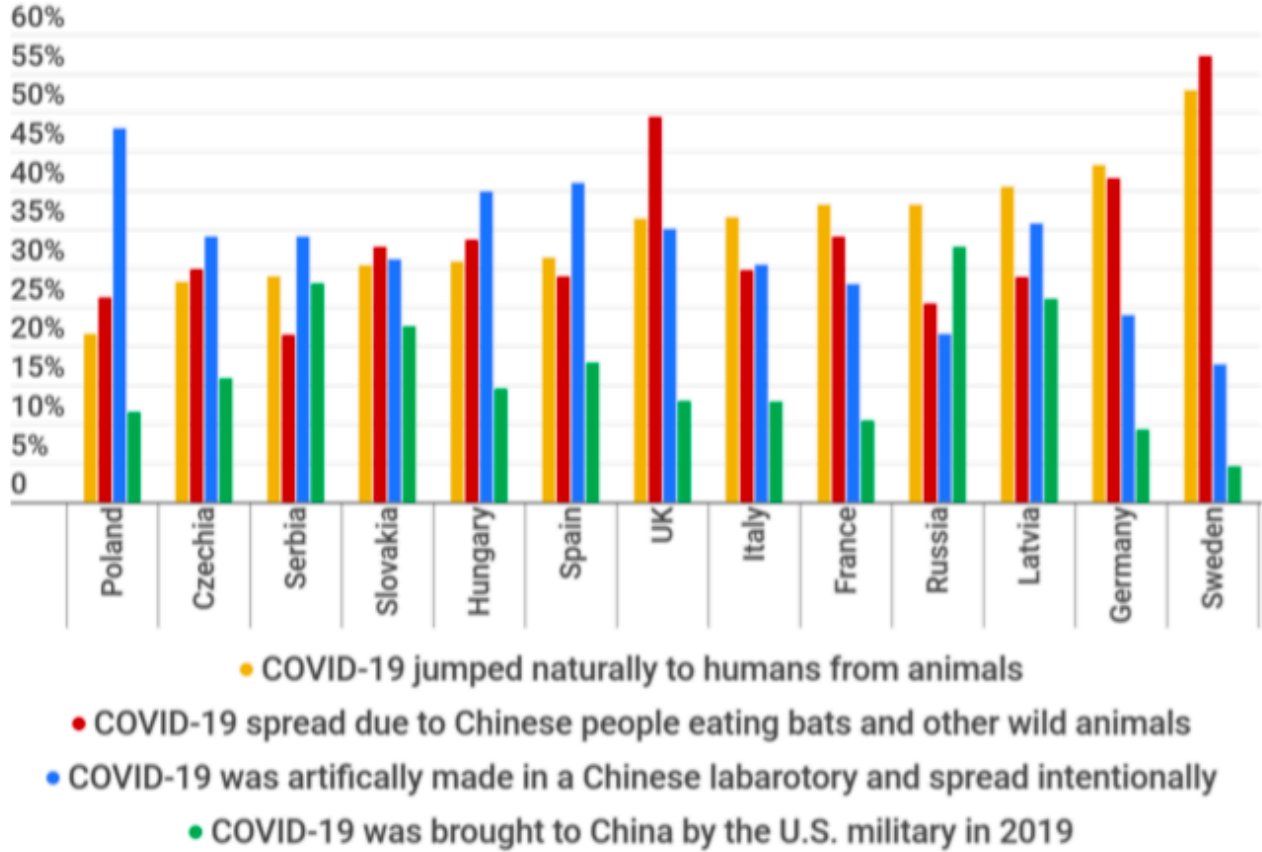 60%
55%
50%
45%
40%
35%
30%
25%
20%
15%
10%
5%
0
Poland
Czechia
Serbia
Slovakia
Hungary
Spain
UK
Italy
France
Russia
Latvia
Germany
Sweden
COVID-19 jumped naturally to humans from animals
COVID-19 spread due to Chinese people eating bats and other wild animals
COVID-19 was artifically made in a Chinese labarotory and spread intentionally
COVID-19 was brought to China by the U.S. military in 2019